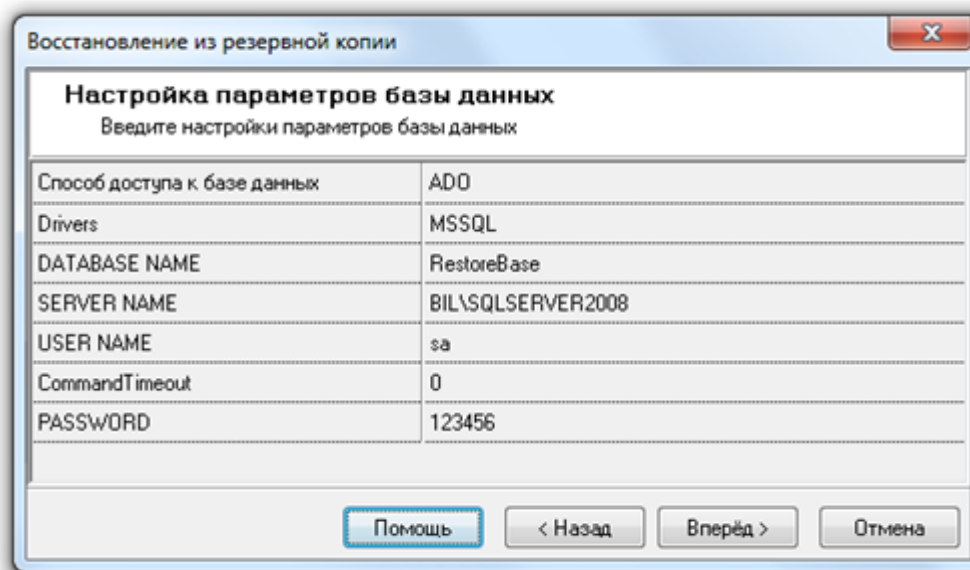 Восстановление из резервной копии
Настройка параметров базы данных
Введите настройки параметров базы данных
Способ доступа к базе данных ADO
Drivers MSSQL
DATABASE NAME RestoreBase
SERVER NAME BIL\SQLSERVER2008
USER NAME sa
CommandTimeout 0
PASSWORD 123456
Помощь < Назад Вперёд > Отмена